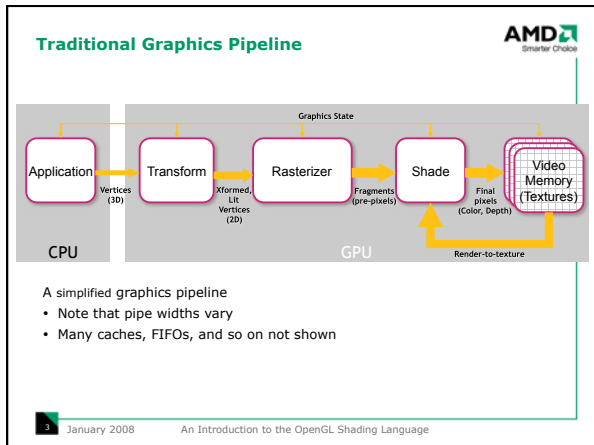 Traditional Graphics Pipeline
AMD
Smarter Choice
Graphics State
Application
Transform
Rasterizer
Shade
Video
Memory
(Textures)
Vertices
(3D)
Xformed,
Lit
Vertices
(2D)
Fragments
(pre-pixels)
Final
pixels
(Color, Depth)
Render-to-texture
CPU
GPU
A simplified graphics pipeline
• Note that pipe widths vary
• Many caches, FIFOs, and so on not shown
3 January 2008 An Introduction to the OpenGL Shading Language